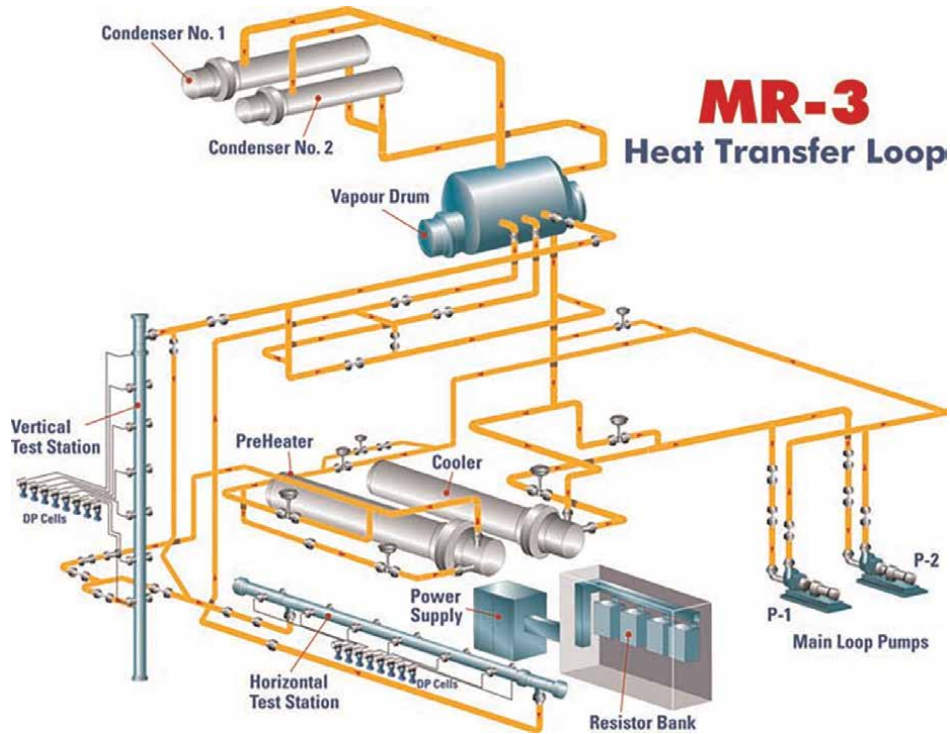 Condenser No. 1
MR-3
Heat Transfer Loop
Condenser No. 2
Vapour Drum
Vertical
Test Station
PreHeater
Cooler
DP Cells
Power
Supply
P-2
P-1
Main Loop Pumps
Horizontal
Test Station
DP Cells
Resistor Bank